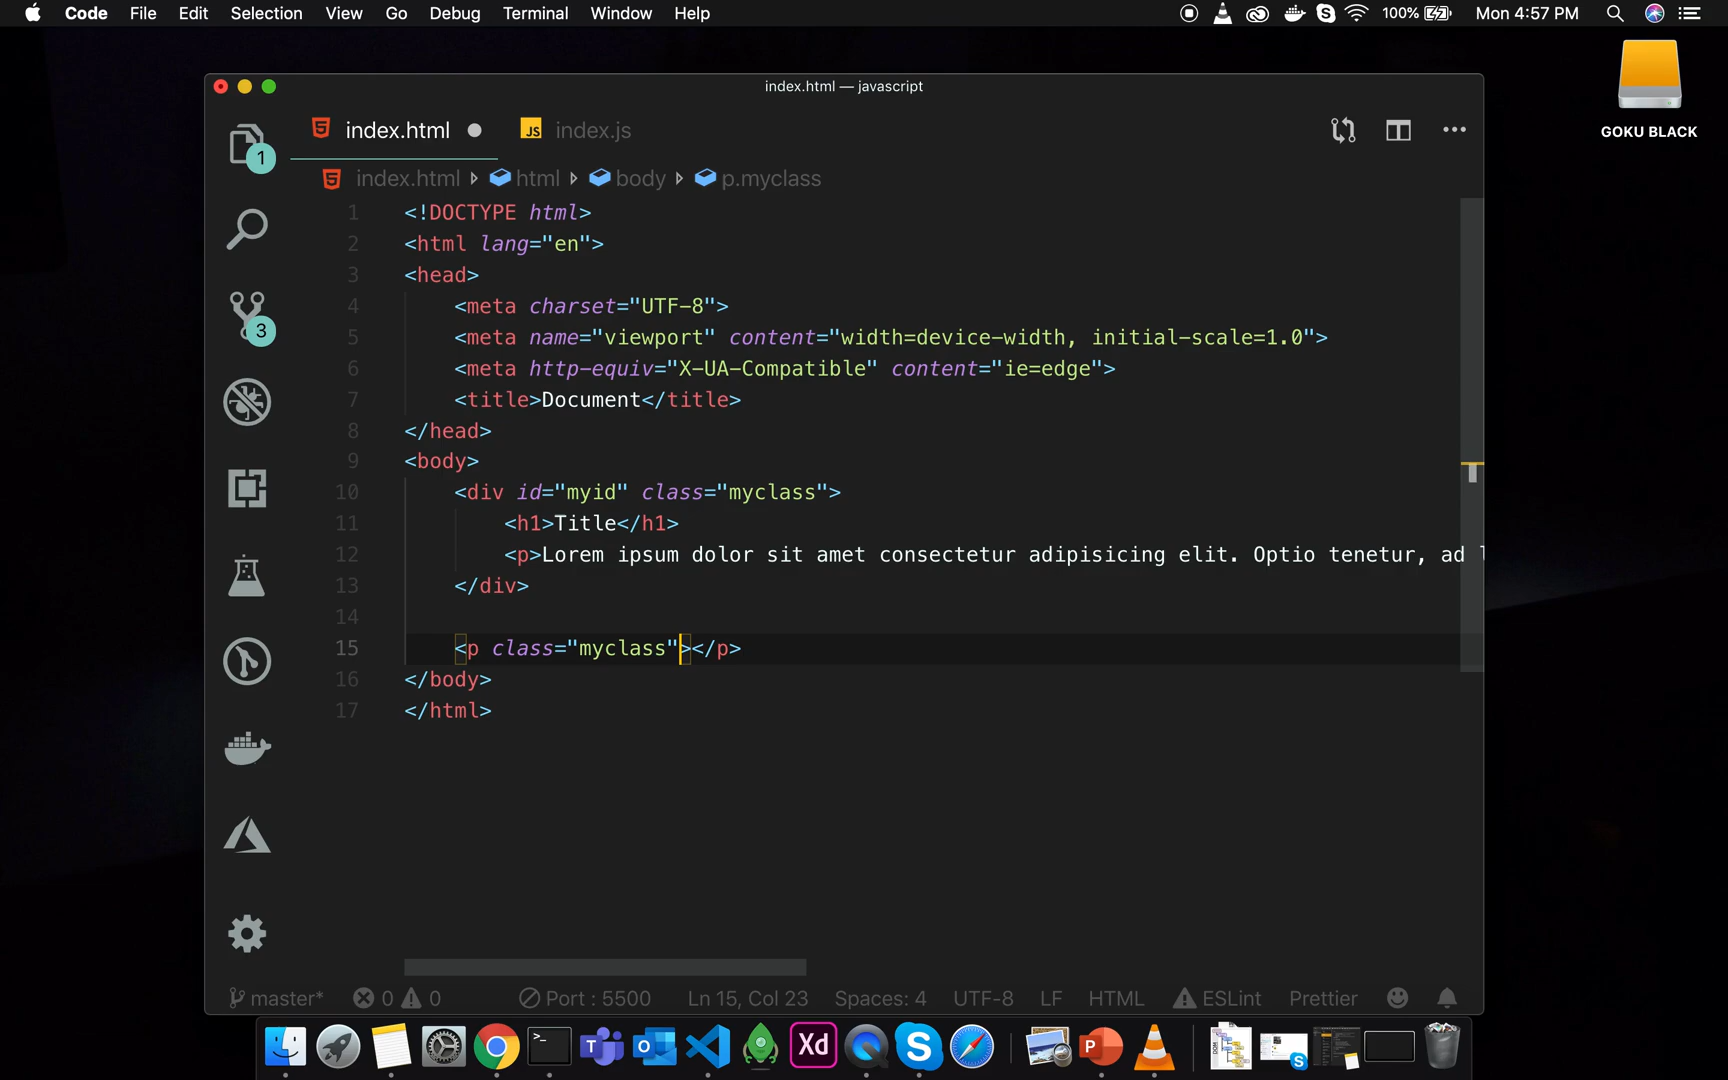 Code File Edit Selection View Go Debug Terminal Window Help 100% Mon 4:57 PM
GOKU BLACK
index.html — javascript
1 index.html JS index.js
index.html html body p.myclass
1 <!DOCTYPE html>
2 <html lang="en">
3 <head>
4 <meta charset="UTF-8">
5 <meta name="viewport" content="width=device-width, initial-scale=1.0">
6 <meta http-equiv="X-UA-Compatible" content="ie=edge">
7 <title>Document</title>
8 </head>
9 <body>
10 <div id="myid" class="myclass">
11 <h1>Title</h1>
12 <p>Lorem ipsum dolor sit amet consectetur adipisicing elit. Optio tenetur, ad l
13 </div>
14
15 <p class="myclass"></p>
16 </body>
17 </html>
3
master* 0 0 Port : 5500 Ln 15, Col 23 Spaces: 4 UTF-8 LF HTML ESLint Prettier
Xd